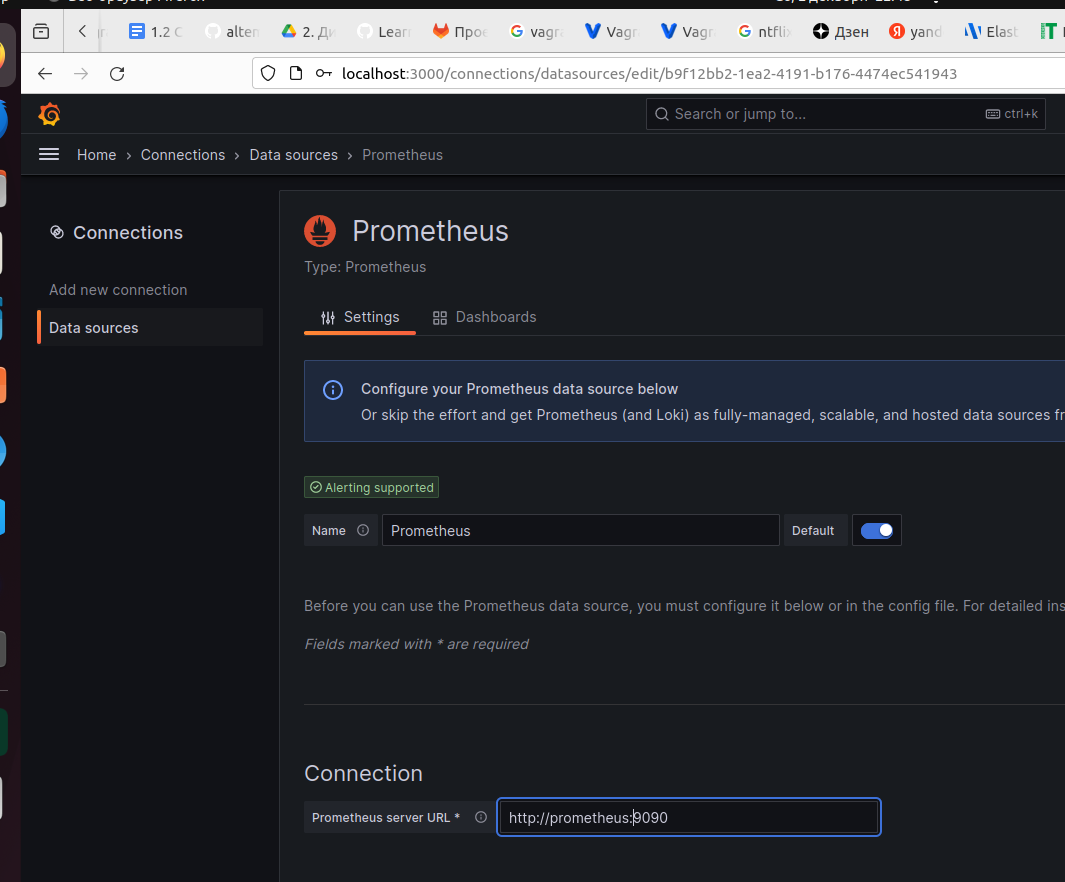 1.2
2. Ди
Прое
Vagr
Vagr
Дзен
yand
Elast
localhost:3000/connections/datasources/edit/b9f12bb2-1ea2-4191-b176-4474ec541943
Search or jump to...
ctrl+k
Home › Connections › Data sources › Prometheus
Connections
Add new connection
Data sources
Prometheus
Type: Prometheus
Settings
Dashboards
Configure your Prometheus data source below
Or skip the effort and get Prometheus (and Loki) as fully-managed, scalable, and hosted data sources fr
Alerting supported
Name
Prometheus
Default
Before you can use the Prometheus data source, you must configure it below or in the config file. For detailed ins
Fields marked with * are required
Connection
Prometheus server URL *
http://prometheus:9090